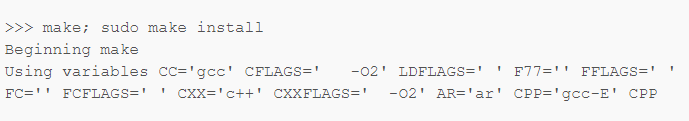 >>> make; sudo make install
Beginning make
Using variables CC='gcc' CFLAGS='   -O2' LDFLAGS=' ' F77='' FFLAGS=' '
FC='' FCFLAGS=' ' CXX='c++' CXXFLAGS='  -O2' AR='ar' CPP='gcc-E' CPP